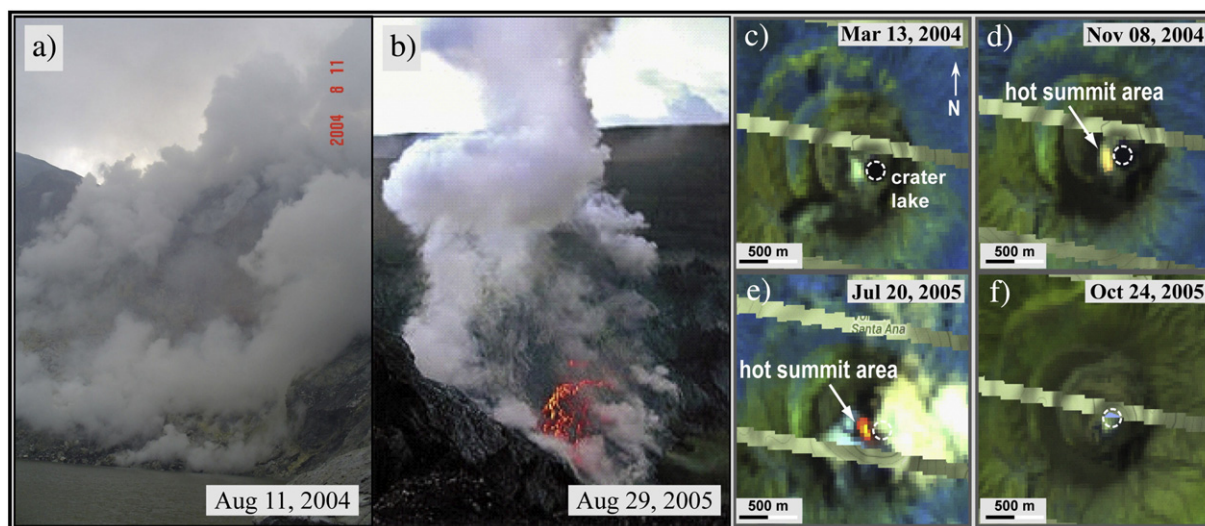 a)
2004 8 11
Aug 11, 2004
b)
Aug 29, 2005
c)
Mar 13, 2004
N
crater
lake
500 m
d)
Nov 08, 2004
hot summit area
500 m
e)
Jul 20, 2005
Santa Ana
hot summit area
500 m
f)
Oct 24, 2005
500 m